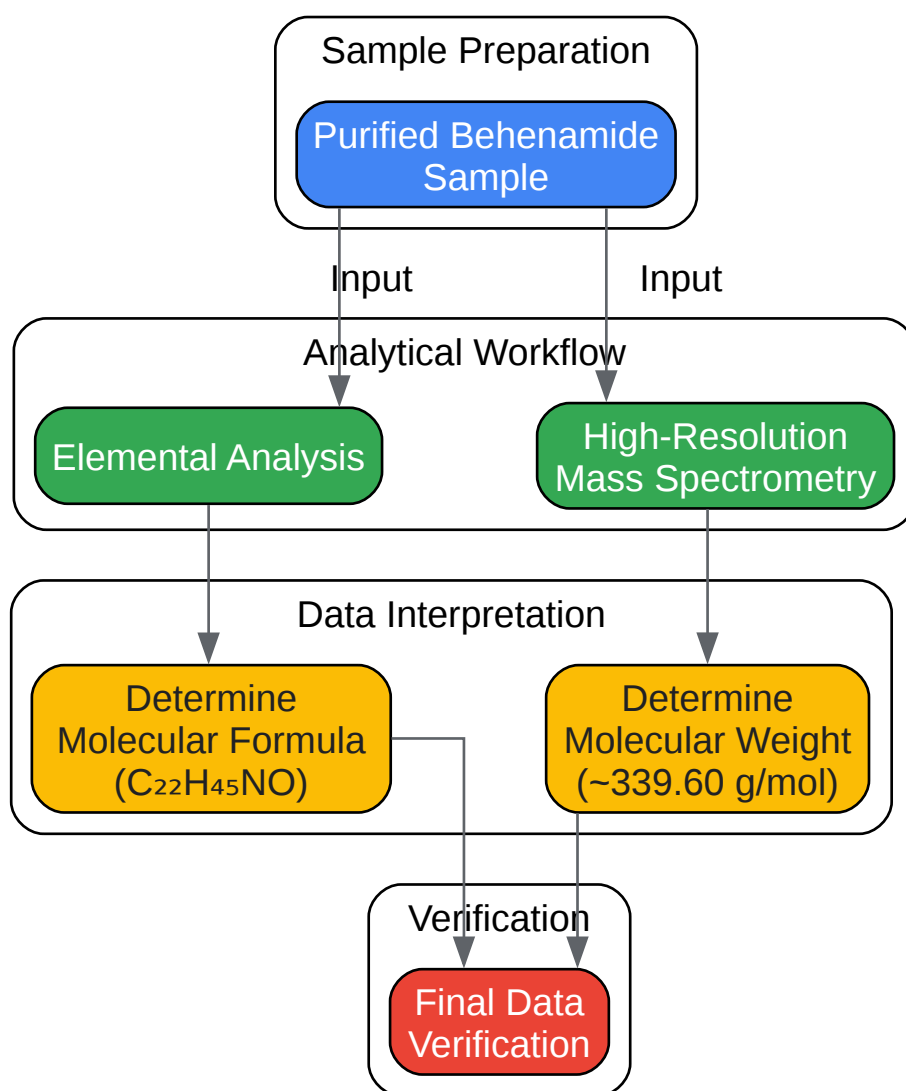 Sample Preparation
Purified Behenamide
Sample
Input
Input
Analytical Workflow
Elemental Analysis
High-Resolution
Mass Spectrometry
Data Interpretation
Determine
Molecular Formula
(C₂₂H₄₅NO)
Determine
Molecular Weight
(~339.60 g/mol)
Verification
Final Data
Verification